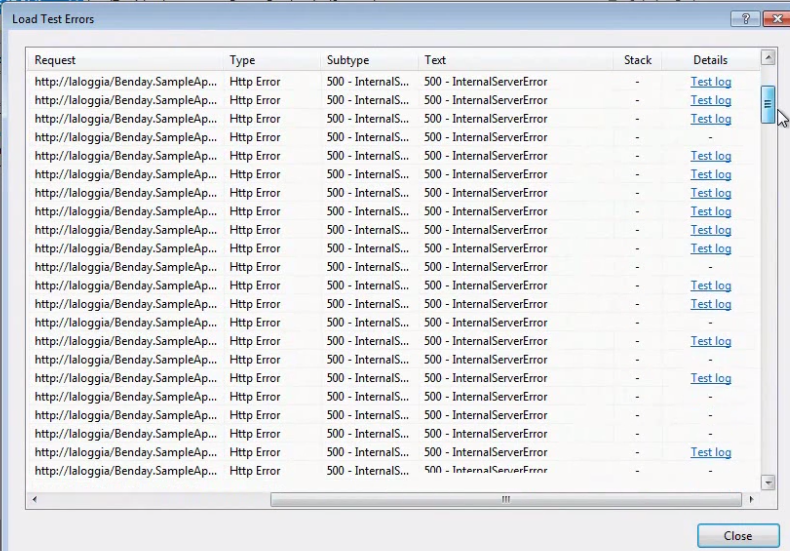 Load Test Errors
Request Type Subtype Text Stack Details
http://laloggia/Benday.SampleAp... Http Error 500 - InternalS... 500 - InternalServerError - Test log
http://laloggia/Benday.SampleAp... Http Error 500 - InternalS... 500 - InternalServerError - Test log
http://laloggia/Benday.SampleAp... Http Error 500 - InternalS... 500 - InternalServerError - Test log
http://laloggia/Benday.SampleAp... Http Error 500 - InternalS... 500 - InternalServerError - -
http://laloggia/Benday.SampleAp... Http Error 500 - InternalS... 500 - InternalServerError - Test log
http://laloggia/Benday.SampleAp... Http Error 500 - InternalS... 500 - InternalServerError - Test log
http://laloggia/Benday.SampleAp... Http Error 500 - InternalS... 500 - InternalServerError - Test log
http://laloggia/Benday.SampleAp... Http Error 500 - InternalS... 500 - InternalServerError - Test log
http://laloggia/Benday.SampleAp... Http Error 500 - InternalS... 500 - InternalServerError - Test log
http://laloggia/Benday.SampleAp... Http Error 500 - InternalS... 500 - InternalServerError - Test log
http://laloggia/Benday.SampleAp... Http Error 500 - InternalS... 500 - InternalServerError - -
http://laloggia/Benday.SampleAp... Http Error 500 - InternalS... 500 - InternalServerError - Test log
http://laloggia/Benday.SampleAp... Http Error 500 - InternalS... 500 - InternalServerError - Test log
http://laloggia/Benday.SampleAp... Http Error 500 - InternalS... 500 - InternalServerError - -
http://laloggia/Benday.SampleAp... Http Error 500 - InternalS... 500 - InternalServerError - Test log
http://laloggia/Benday.SampleAp... Http Error 500 - InternalS... 500 - InternalServerError - -
http://laloggia/Benday.SampleAp... Http Error 500 - InternalS... 500 - InternalServerError - Test log
http://laloggia/Benday.SampleAp... Http Error 500 - InternalS... 500 - InternalServerError - -
http://laloggia/Benday.SampleAp... Http Error 500 - InternalS... 500 - InternalServerError - -
http://laloggia/Benday.SampleAp... Http Error 500 - InternalS... 500 - InternalServerError - -
http://laloggia/Benday.SampleAp... Http Error 500 - InternalS... 500 - InternalServerError - Test log
http://laloggia/Benday.SampleAp... Http Error 500 - InternalS... 500 - InternalServerError - -
Close